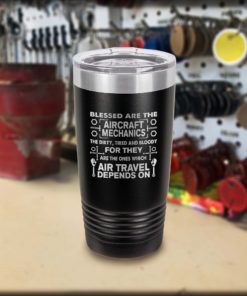 BLESSED ARE THE
AIRCRAFT
MECHANICS
THE DIRTY, TIRED AND BLOODY
FOR THEY
ARE THE ONES WHICH
AIR TRAVEL
DEPENDS ON